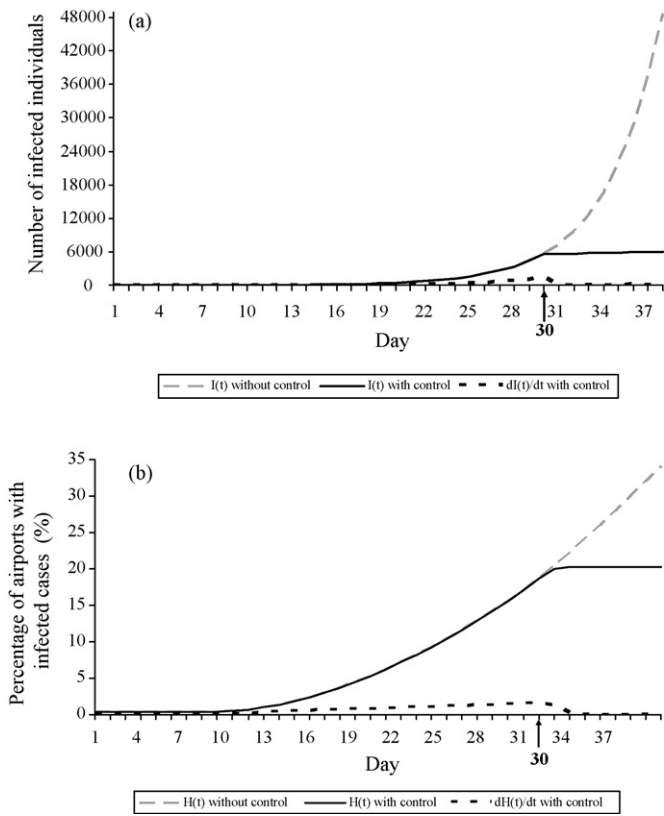 (a)
Number of infected individuals
48000
42000
36000
30000
24000
18000
12000
6000
0
1 4 7 10 13 16 19 22 25 28 31 34 37
30
Day
I(t) without control I(t) with control dI(t)/dt with control
(b)
Percentage of airports with
infected cases (%)
35
30
25
20
15
10
5
0
1 4 7 10 13 16 19 22 25 28 31 34 37
30
Day
H(t) without control H(t) with control dH(t)/dt with control